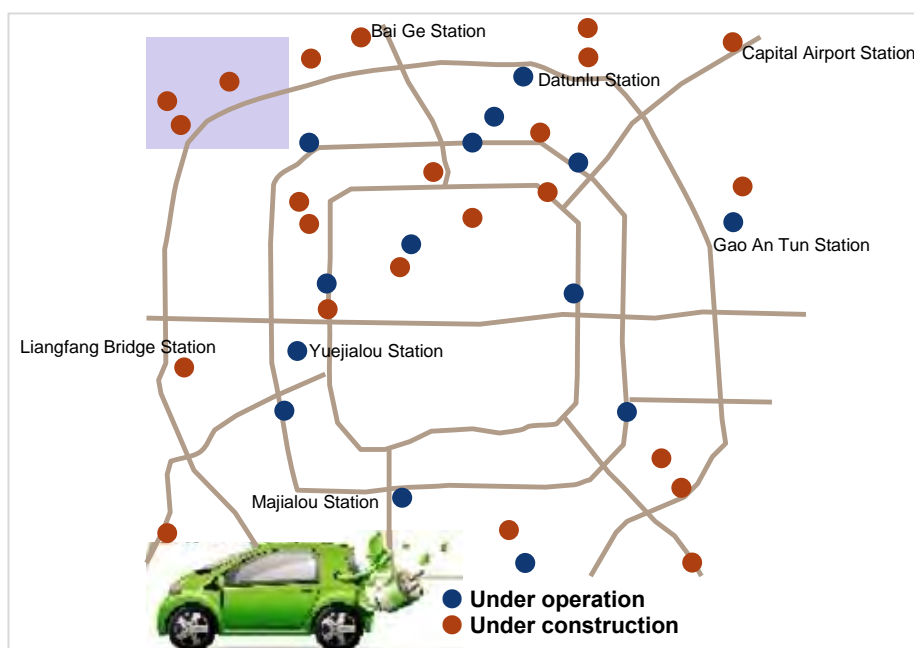 Bai Ge Station
Capital Airport Station
Datunlu Station
Gao An Tun Station
Liangfang Bridge Station
Yuejialou Station
Majialou Station
Under operation
Under construction